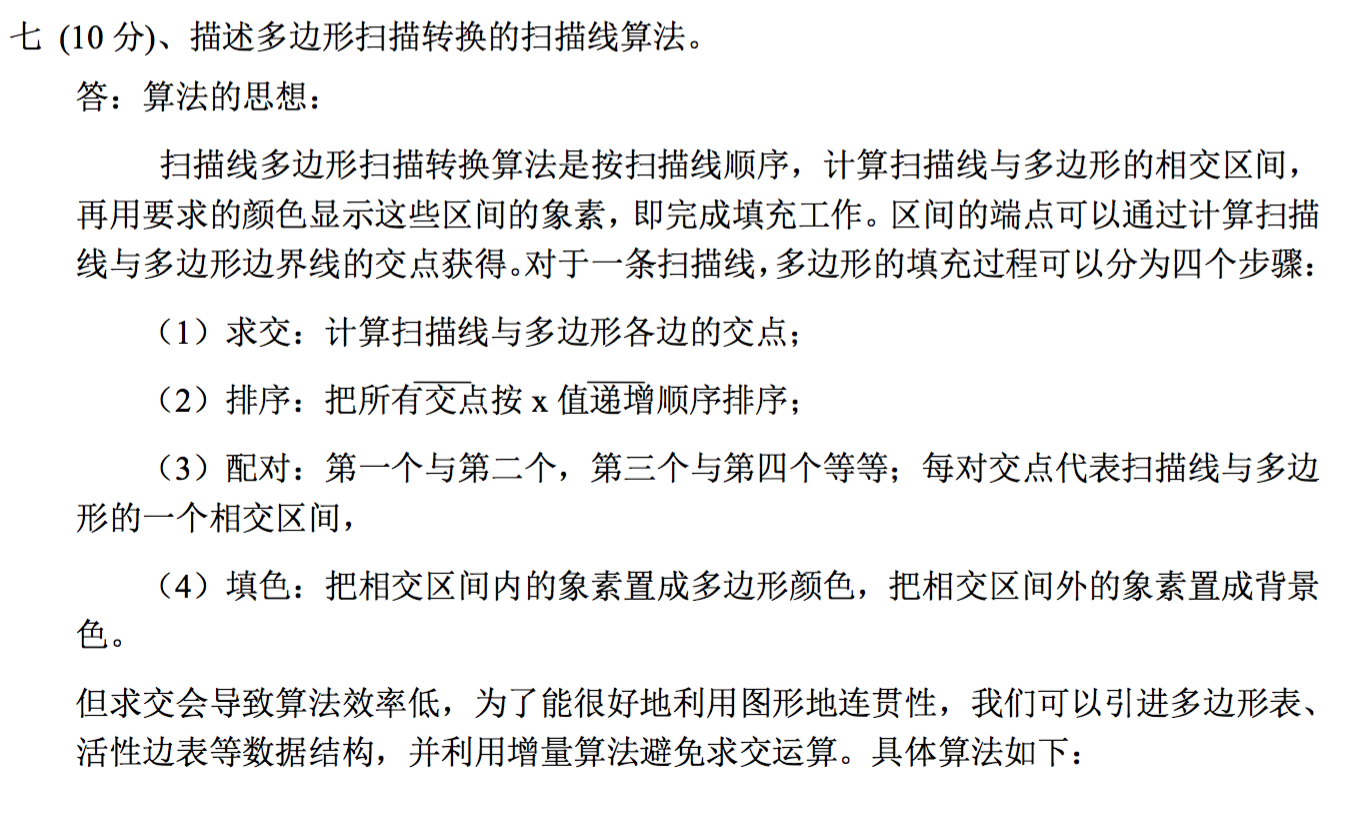 七 (10 分)、描述多边形扫描转换的扫描线算法。
答：算法的思想：
扫描线多边形扫描转换算法是按扫描线顺序，计算扫描线与多边形的相交区间，
再用要求的颜色显示这些区间的象素，即完成填充工作。区间的端点可以通过计算扫描
线与多边形边界线的交点获得。对于一条扫描线，多边形的填充过程可以分为四个步骤：
（1）求交：计算扫描线与多边形各边的交点；
（2）排序：把所有交点按 x 值递增顺序排序；
（3）配对：第一个与第二个，第三个与第四个等等；每对交点代表扫描线与多边
形的一个相交区间，
（4）填色：把相交区间内的象素置成多边形颜色，把相交区间外的象素置成背景
色。
但求交会导致算法效率低，为了能很好地利用图形地连贯性，我们可以引进多边形表、
活性边表等数据结构，并利用增量算法避免求交运算。具体算法如下：